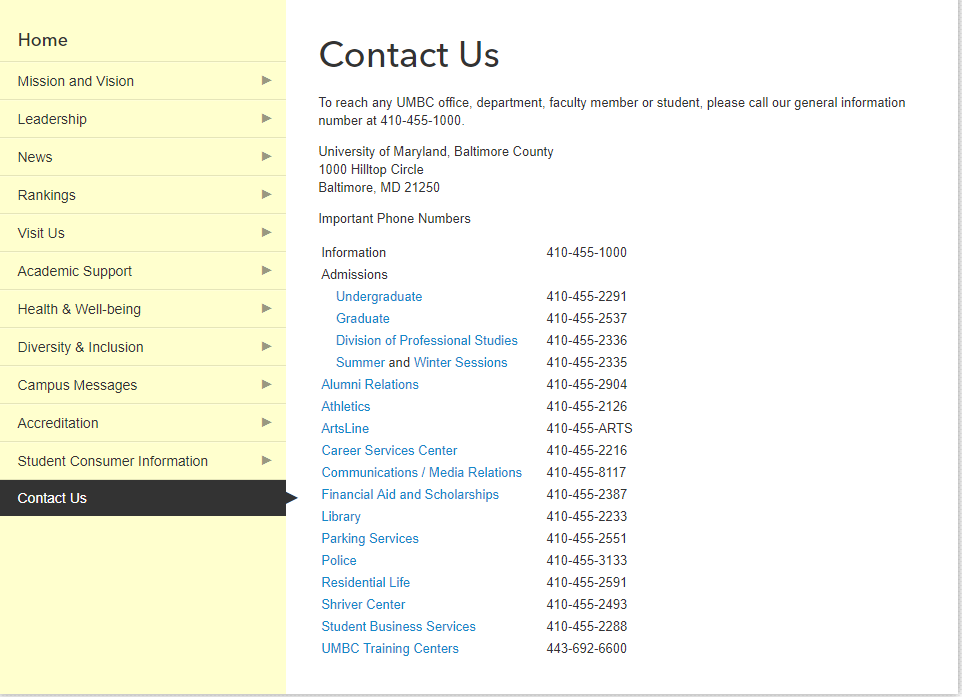 Home
Mission and Vision
Leadership
News
Rankings
Visit Us
Academic Support
Health & Well-being
Diversity & Inclusion
Campus Messages
Accreditation
Student Consumer Information
Contact Us
Contact Us
To reach any UMBC office, department, faculty member or student, please call our general information
number at 410-455-1000.
University of Maryland, Baltimore County
1000 Hilltop Circle
Baltimore, MD 21250
Important Phone Numbers
Information 410-455-1000
Admissions
Undergraduate 410-455-2291
Graduate 410-455-2537
Division of Professional Studies 410-455-2336
Summer and Winter Sessions 410-455-2335
Alumni Relations 410-455-2904
Athletics 410-455-2126
ArtsLine 410-455-ARTS
Career Services Center 410-455-2216
Communications / Media Relations 410-455-8117
Financial Aid and Scholarships 410-455-2387
Library 410-455-2233
Parking Services 410-455-2551
Police 410-455-3133
Residential Life 410-455-2591
Shriver Center 410-455-2493
Student Business Services 410-455-2288
UMBC Training Centers 443-692-6600